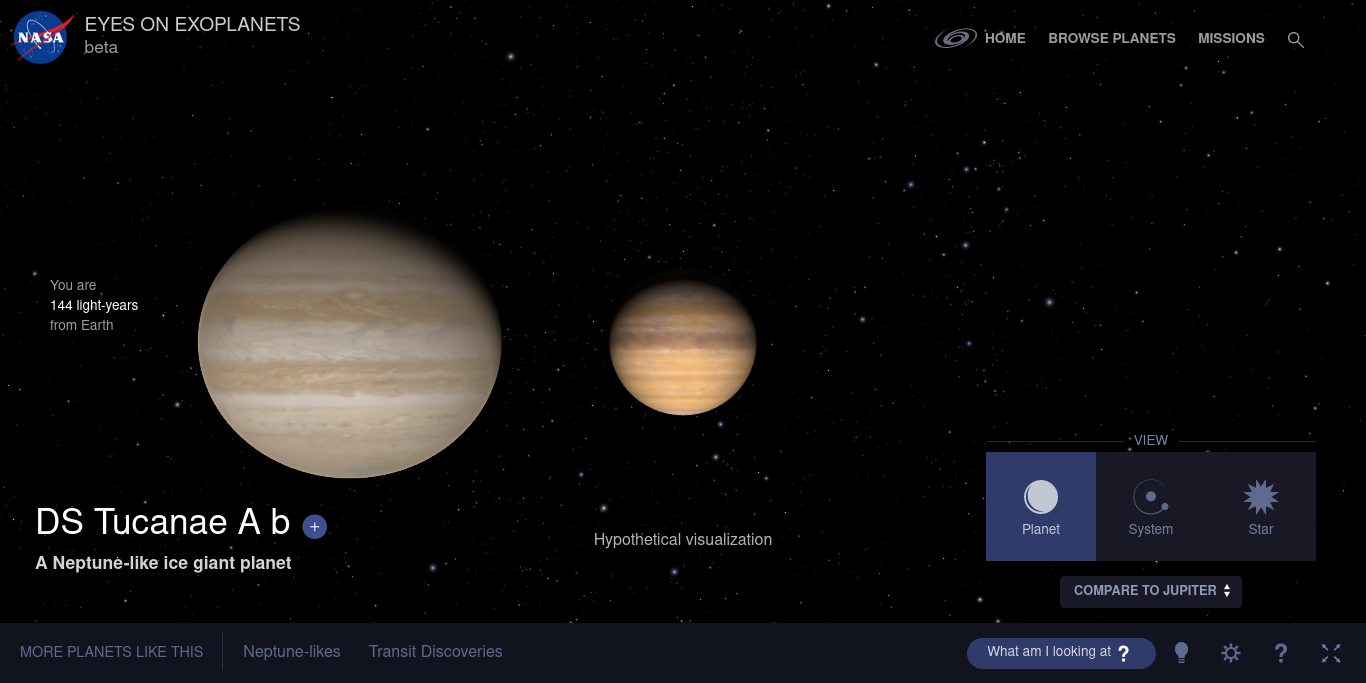 NASA
EYES ON EXOPLANETS
beta
HOME
BROWSE PLANETS
MISSIONS
You are
144 light-years
from Earth
VIEW
Planet
System
Star
DS Tucanae A b +
A Neptune-like ice giant planet
Hypothetical visualization
COMPARE TO JUPITER
MORE PLANETS LIKE THIS
Neptune-likes
Transit Discoveries
What am I looking at ?
?